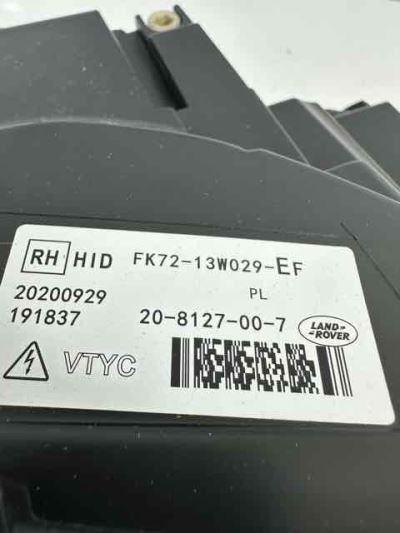 RH HID FK72-13W029-EF
20200929 PL
191837 20-8127-00-7 LAND-
-ROVER
VTYC